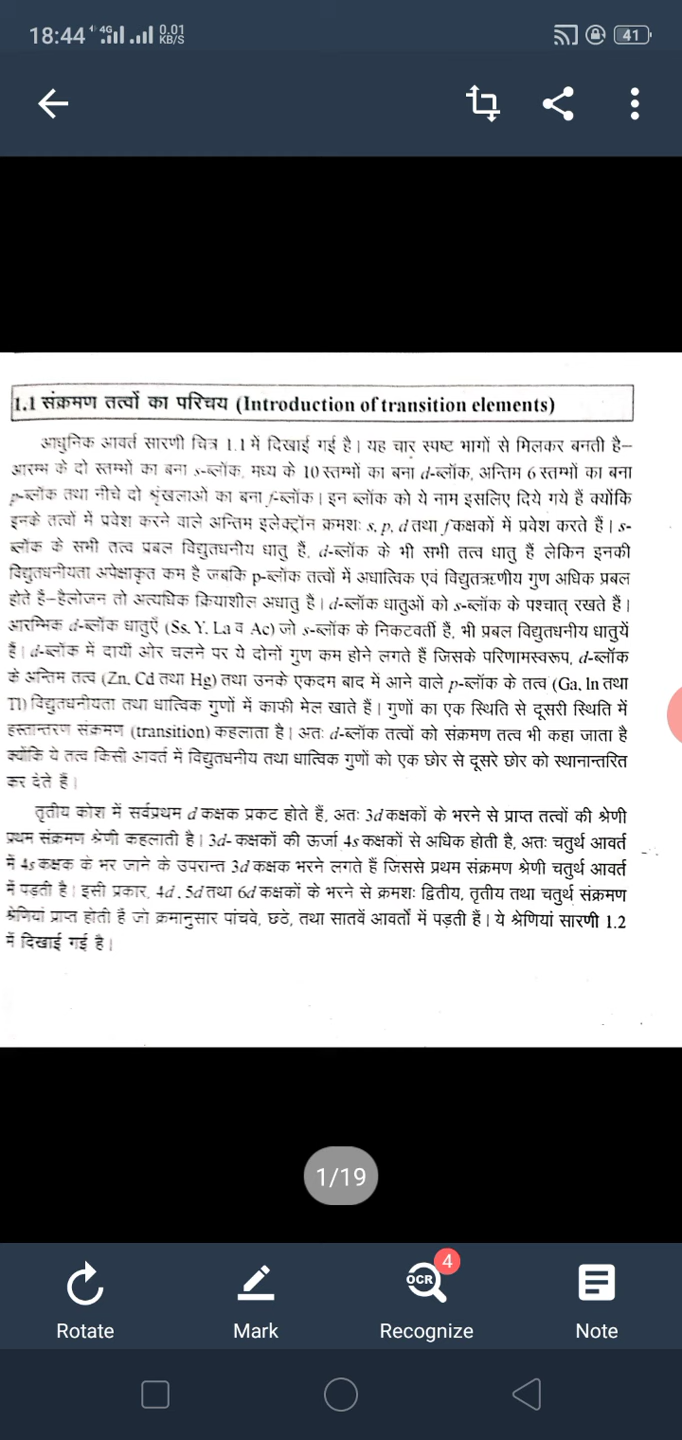 18:44 4G 0.01 KB/S 41
1.1 संक्रमण तत्वों का परिचय (Introduction of transition elements)
आधुनिक आवर्त सारणी चित्र 1.1 में दिखाई गई है। यह चार स्पष्ट भागों से मिलकर बनती है–
आरम्भ के दो स्तम्भों का बना s-ब्लॉक, मध्य के 10 स्तम्भों का बना d-ब्लॉक, अन्तिम 6 स्तम्भों का बना
p-ब्लॉक तथा नीचे दो श्रृंखलाओं का बना f-ब्लॉक। इन ब्लॉक को ये नाम इसलिए दिये गये हैं क्योंकि
इनके तत्वों में प्रवेश करने वाले अन्तिम इलेक्ट्रॉन क्रमशः s, p, d तथा f कक्षकों में प्रवेश करते हैं। s-
ब्लॉक के सभी तत्व प्रबल विद्युतधनीय धातु हैं, d-ब्लॉक के भी सभी तत्व धातु हैं लेकिन इनकी
विद्युतधनीयता अपेक्षाकृत कम है जबकि p-ब्लॉक तत्वों में अधात्विक एवं विद्युतऋणीय गुण अधिक प्रबल
होते हैं–हैलोजन तो अत्यधिक क्रियाशील अधातु है। d-ब्लॉक धातुओं को s-ब्लॉक के पश्चात् रखते हैं।
आरम्भिक d-ब्लॉक धातुएँ (Ss, Y, La व Ac) जो s-ब्लॉक के निकटवर्ती हैं, भी प्रबल विद्युतधनीय धातुयें
हैं। d-ब्लॉक में दायीं ओर चलने पर ये दोनों गुण कम होने लगते हैं जिसके परिणामस्वरूप, d-ब्लॉक
के अन्तिम तत्व (Zn, Cd तथा Hg) तथा उनके एकदम बाद में आने वाले p-ब्लॉक के तत्व (Ga, In तथा
Tl) विद्युतधनीयता तथा धात्विक गुणों में काफी मेल खाते हैं। गुणों का एक स्थिति से दूसरी स्थिति में
हस्तान्तरण संक्रमण (transition) कहलाता है। अतः d-ब्लॉक तत्वों को संक्रमण तत्व भी कहा जाता है
क्योंकि ये तत्व किसी आवर्त में विद्युतधनीय तथा धात्विक गुणों को एक छोर से दूसरे छोर को स्थानान्तरित
कर देते हैं।
तृतीय कोश में सर्वप्रथम d कक्षक प्रकट होते हैं, अतः 3d कक्षकों के भरने से प्राप्त तत्वों की श्रेणी
प्रथम संक्रमण श्रेणी कहलाती है। 3d- कक्षकों की ऊर्जा 4s कक्षकों से अधिक होती है, अतः चतुर्थ आवर्त
में 4s कक्षक के भर जाने के उपरान्त 3d कक्षक भरने लगते हैं जिससे प्रथम संक्रमण श्रेणी चतुर्थ आवर्त
में पड़ती है। इसी प्रकार, 4d, 5d तथा 6d कक्षकों के भरने से क्रमशः द्वितीय, तृतीय तथा चतुर्थ संक्रमण
श्रेणियां प्राप्त होती हैं जो क्रमानुसार पांचवे, छठे, तथा सातवें आवर्तों में पड़ती हैं। ये श्रेणियां सारणी 1.2
में दिखाई गई है।
1/19
OCR 4
Rotate Mark Recognize Note